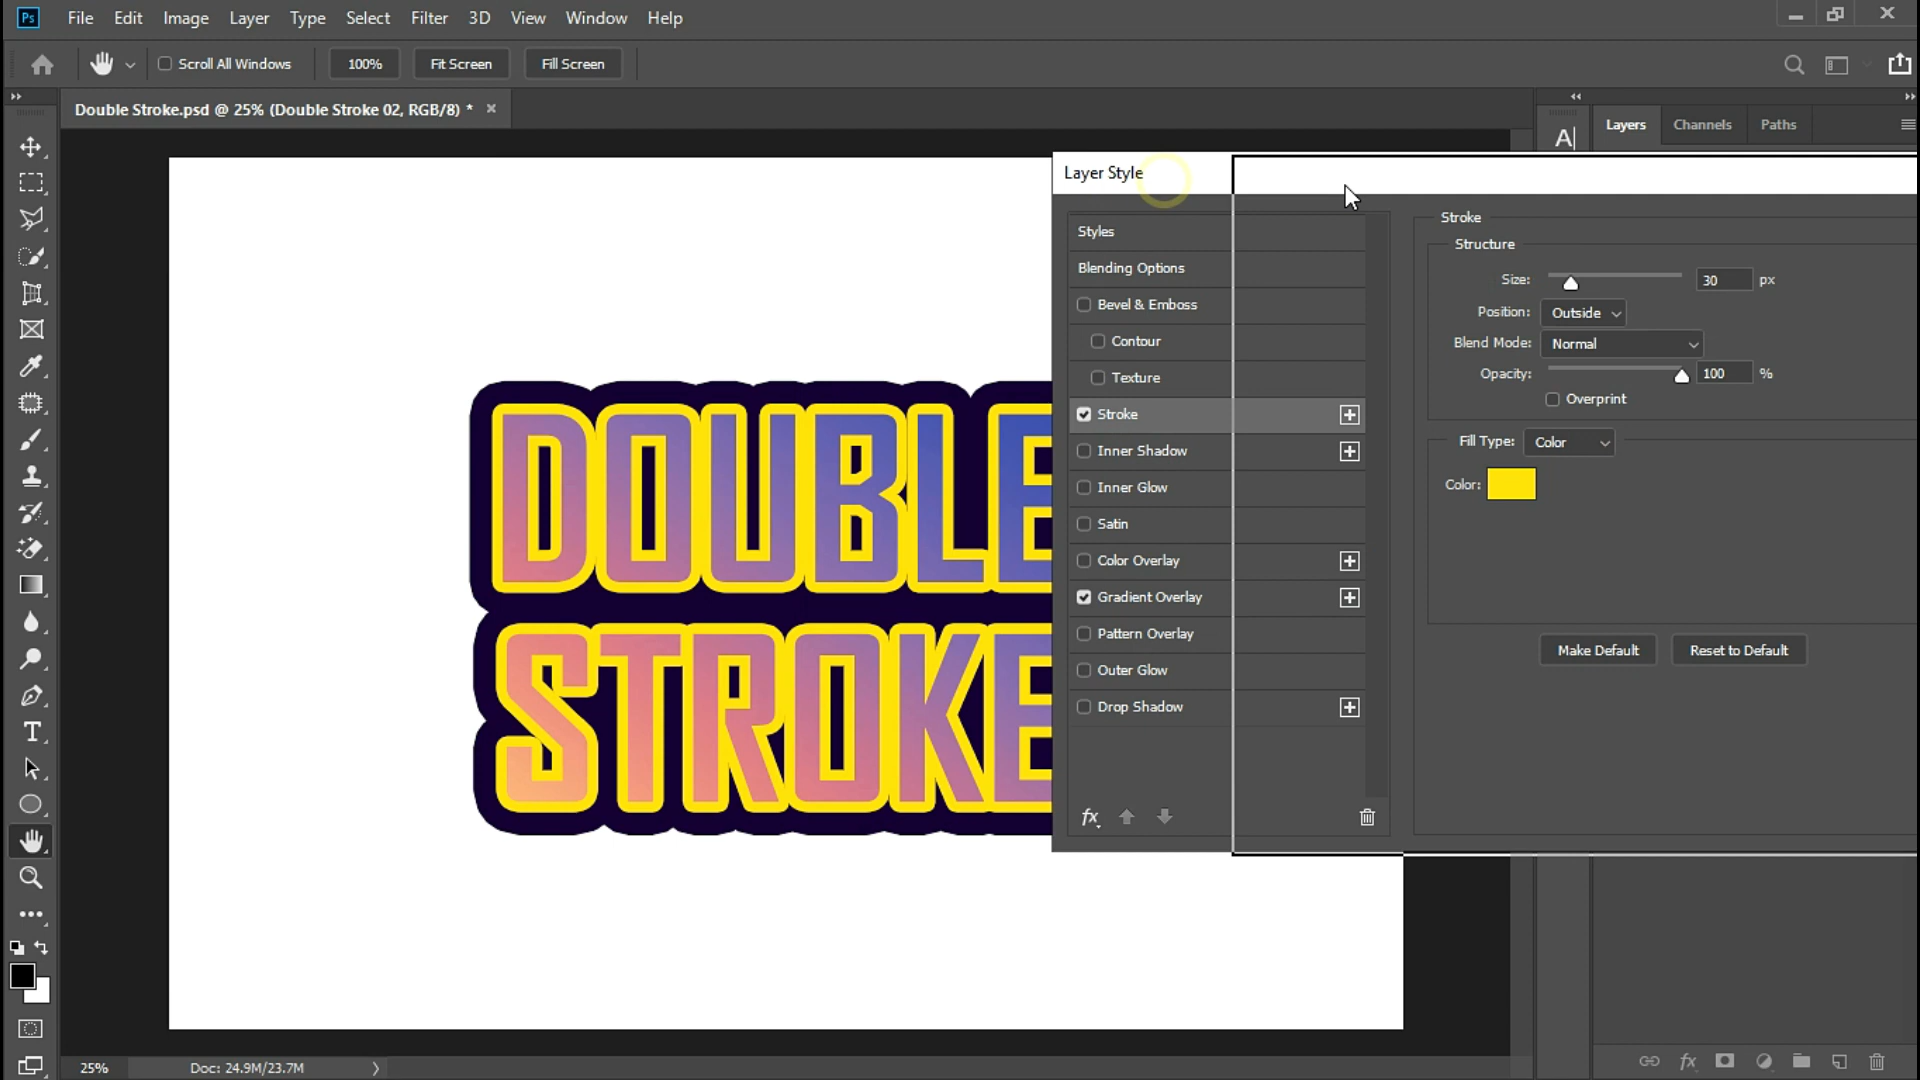 Ps File Edit Image Layer Type Select Filter 3D View Window Help
Scroll All Windows 100% Fit Screen Fill Screen
Double Stroke.psd @ 25% (Double Stroke 02, RGB/8) * ×
A| Layers Channels Paths
Layer Style
Styles
Blending Options
Bevel & Emboss
Contour
Texture
Stroke
Inner Shadow
Inner Glow
Satin
Color Overlay
Gradient Overlay
Pattern Overlay
Outer Glow
Drop Shadow
fx
Stroke
Structure
Size: 30 px
Position: Outside
Blend Mode: Normal
Opacity: 100 %
Overprint
Fill Type: Color
Color:
Make Default Reset to Default
DOUBLE
STROKE
T
25% Doc: 24.9M/23.7M
fx